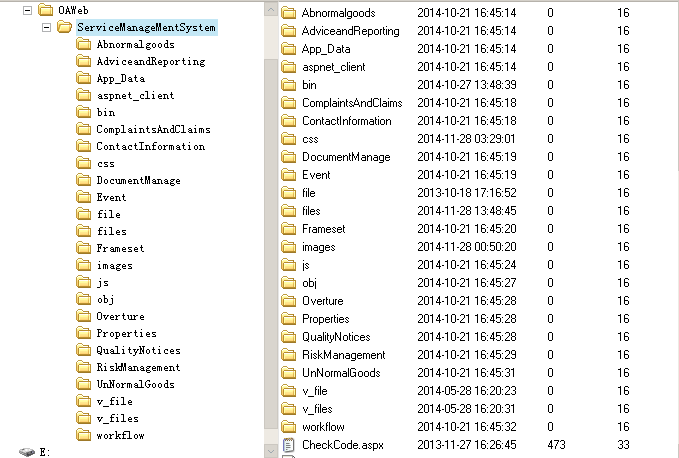 OAWeb
ServiceManageMentSystem
Abnormalgoods
AdviceandReporting
App_Data
aspnet_client
bin
ComplaintsAndClaims
ContactInformation
css
DocumentManage
Event
file
files
Frameset
images
js
obj
Overture
Properties
QualityNotices
RiskManagement
UnNormalGoods
v_file
v_files
workflow
E:
Abnormalgoods 2014-10-21 16:45:14 0 16
AdviceandReporting 2014-10-21 16:45:14 0 16
App_Data 2014-10-21 16:45:14 0 16
aspnet_client 2014-10-21 16:45:14 0 16
bin 2014-10-27 13:48:39 0 16
ComplaintsAndClaims 2014-10-21 16:45:18 0 16
ContactInformation 2014-10-21 16:45:18 0 16
css 2014-11-28 03:29:01 0 16
DocumentManage 2014-10-21 16:45:19 0 16
Event 2014-10-21 16:45:19 0 16
file 2013-10-18 17:16:52 0 16
files 2014-11-28 13:48:45 0 16
Frameset 2014-10-21 16:45:20 0 16
images 2014-11-28 00:50:20 0 16
js 2014-10-21 16:45:24 0 16
obj 2014-10-21 16:45:27 0 16
Overture 2014-10-21 16:45:28 0 16
Properties 2014-10-21 16:45:28 0 16
QualityNotices 2014-10-21 16:45:28 0 16
RiskManagement 2014-10-21 16:45:29 0 16
UnNormalGoods 2014-10-21 16:45:31 0 16
v_file 2014-05-28 16:20:23 0 16
v_files 2014-05-28 16:20:31 0 16
workflow 2014-10-21 16:45:32 0 16
CheckCode.aspx 2013-11-27 16:26:45 473 33